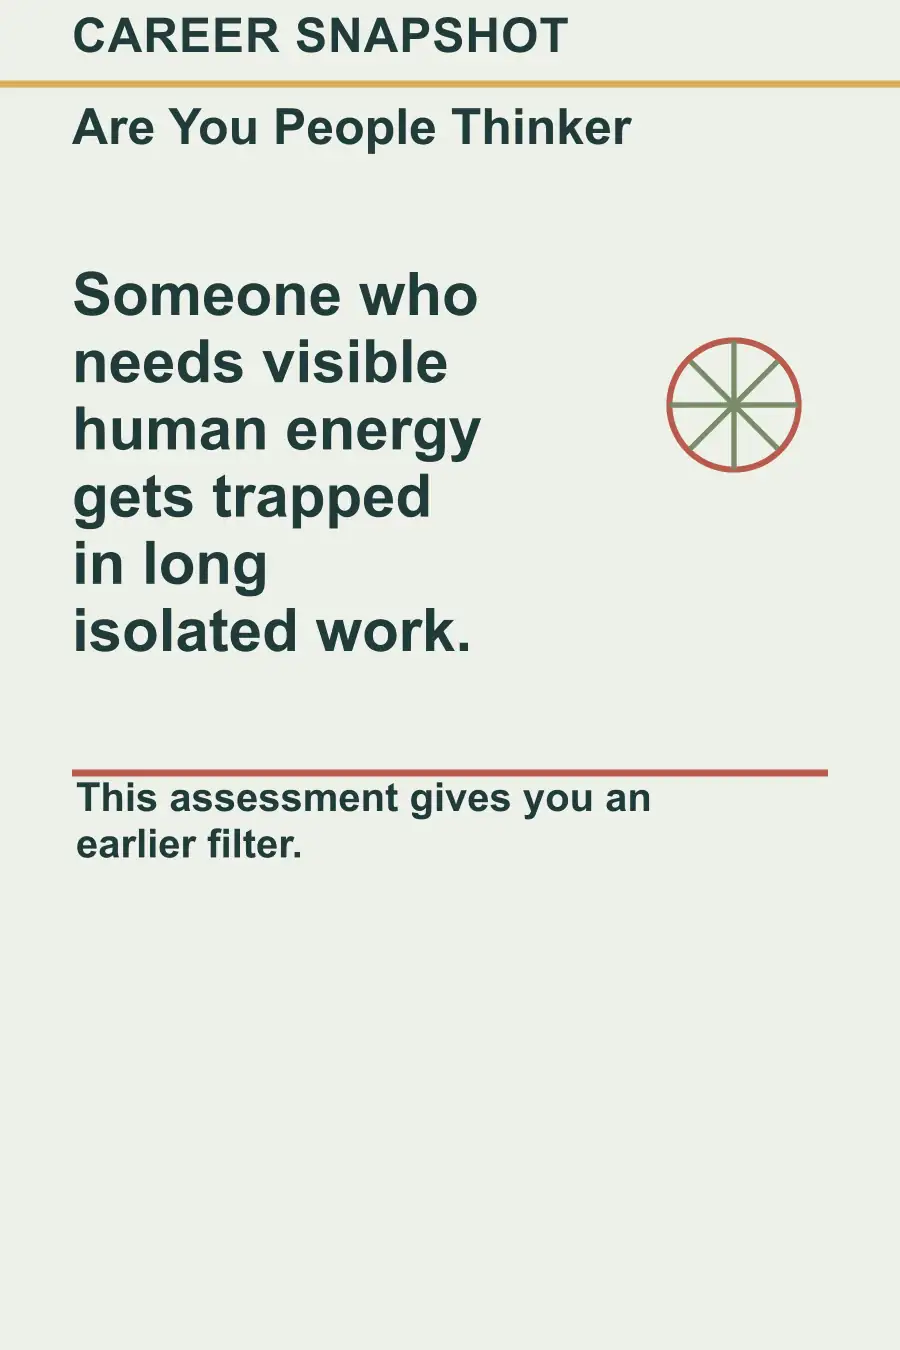 CAREER SNAPSHOT
Are You People Thinker
Someone who
needs visible
human energy
gets trapped
in long
isolated work.
This assessment gives you an
earlier filter.